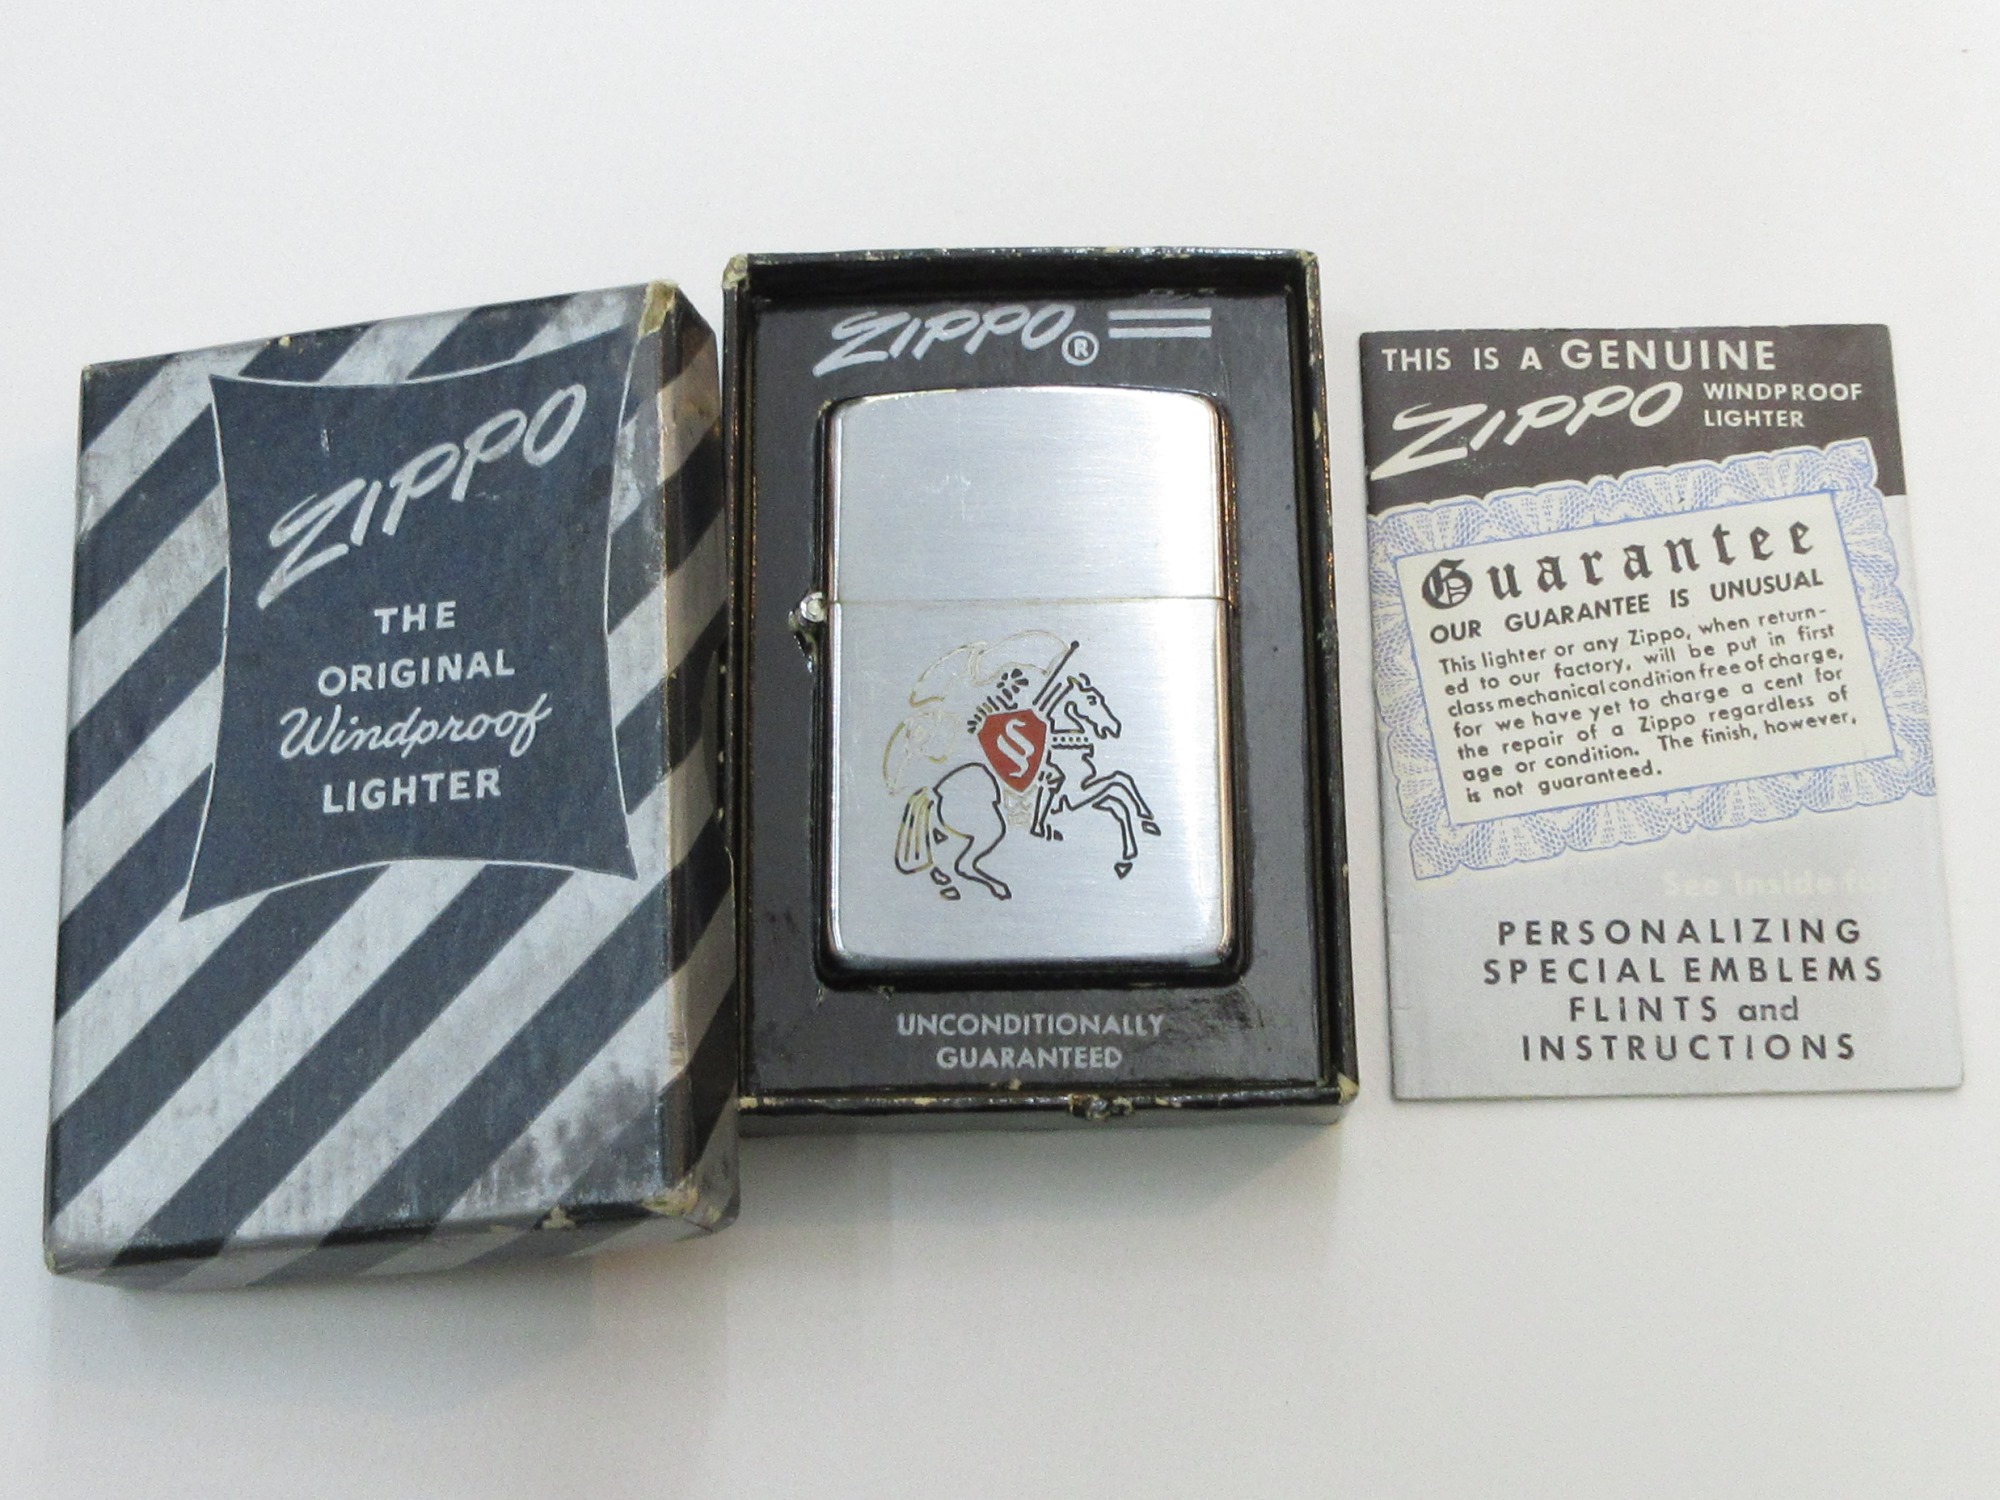 ZIPPO
THE
ORIGINAL
Windproof
LIGHTER
ZIPPO®
S
UNCONDITIONALLY
GUARANTEED
THIS IS A GENUINE
ZIPPO WINDPROOF
LIGHTER
Guarantee
OUR GUARANTEE IS UNUSUAL
This lighter or any Zippo, when return-
ed to our factory, will be put in first
class mechanical condition free of charge,
for we have yet to charge a cent for
the repair of a Zippo regardless of
age or condition. The finish, however,
is not guaranteed.
See Inside for
PERSONALIZING
SPECIAL EMBLEMS
FLINTS and
INSTRUCTIONS